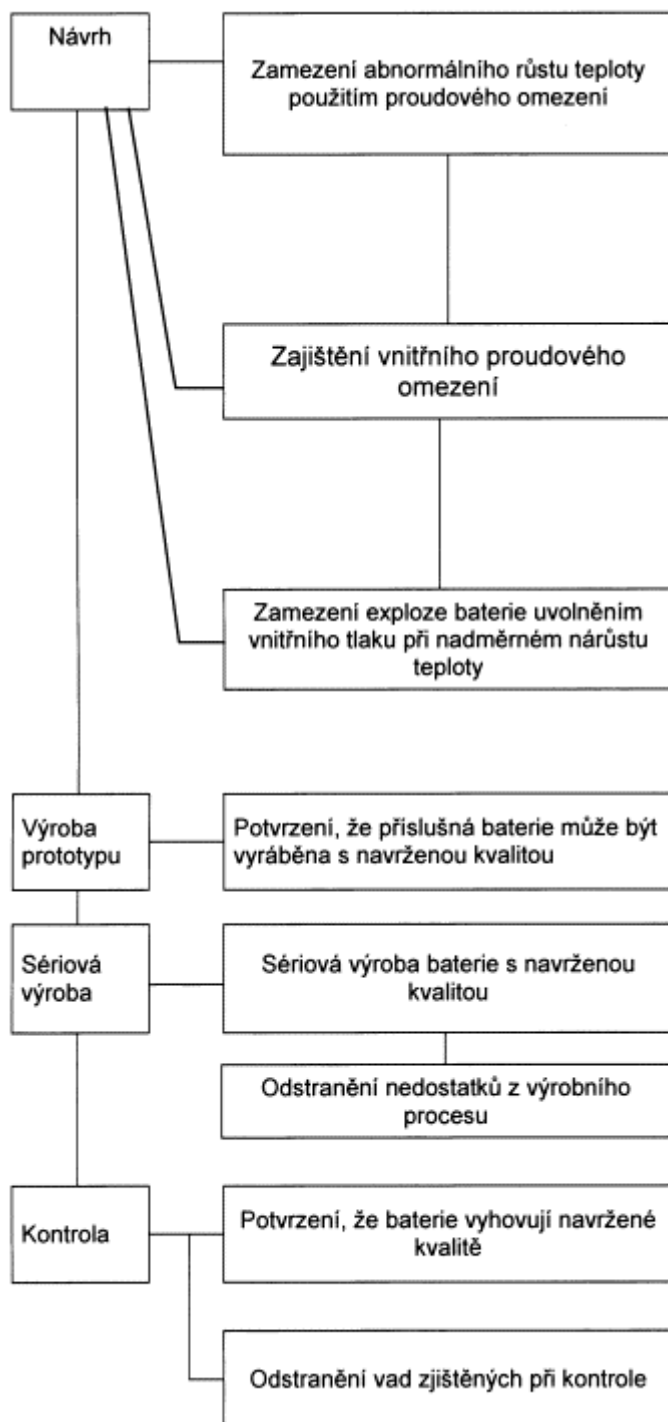 Návrh
Zamezení abnormálního růstu teploty
použitím proudového omezení
Zajištění vnitřního proudového
omezení
Zamezení exploze baterie uvolněním
vnitřního tlaku při nadměrném nárůstu
teploty
Výroba
prototypu
Potvrzení, že příslušná baterie může být
vyráběna s navrženou kvalitou
Sériová
výroba
Sériová výroba baterie s navrženou
kvalitou
Odstranění nedostatků z výrobního
procesu
Kontrola
Potvrzení, že baterie vyhovují navržené
kvalitě
Odstranění vad zjištěných při kontrole